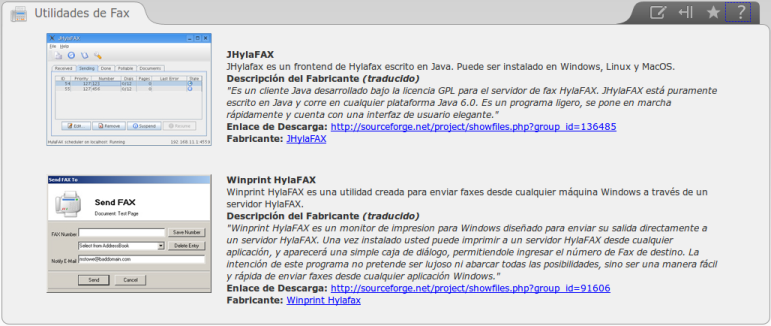 Utilidades de Fax
?
JHylaFAX
File Help
Received Sending Done Pollable Documents
ID Priority Number Dials Pages Last Error State
Edit... Remove Suspend Resume
HylaFAX scheduler on localhost: Running
JHylaFAX
JHylafax es un frontend de Hylafax escrito en Java. Puede ser instalado en Windows, Linux y MacOS.
Descripción del Fabricante (traducido)
"Es un cliente Java desarrollado bajo la licencia GPL para el servidor de fax HylaFAX. JHylaFAX está puramente
escrito en Java y corre en cualquier plataforma Java 6.0. Es un programa ligero, se pone en marcha
rápidamente y cuenta con una interfaz de usuario elegante."
Enlace de Descarga: http://sourceforge.net/project/showfiles.php?group_id=136485
Fabricante: JHylaFAX
Send FAX To
Send FAX
Document: Test Page
FAX Number
Save Number
Select from AddressBook
Delete Entry
Notify E-Mail
Send Cancel
Winprint HylaFAX
Winprint HylaFAX es una utilidad creada para enviar faxes desde cualquier máquina Windows a través de un
servidor HylaFAX.
Descripción del Fabricante (traducido)
"Winprint HylaFAX es un monitor de impresion para Windows diseñado para enviar su salida directamente a
un servidor HylaFAX. Una vez instalado usted puede imprimir a un servidor HylaFAX desde cualquier
aplicación, y aparecerá una simple caja de diálogo, permitiendole ingresar el número de Fax de destino. La
intención de este programa no pretende ser lujoso ni abarcar todas las posibilidades, sino ser una manera fácil
y rápida de enviar faxes desde cualquier aplicación Windows."
Enlace de Descarga: http://sourceforge.net/project/showfiles.php?group_id=91606
Fabricante: Winprint Hylafax